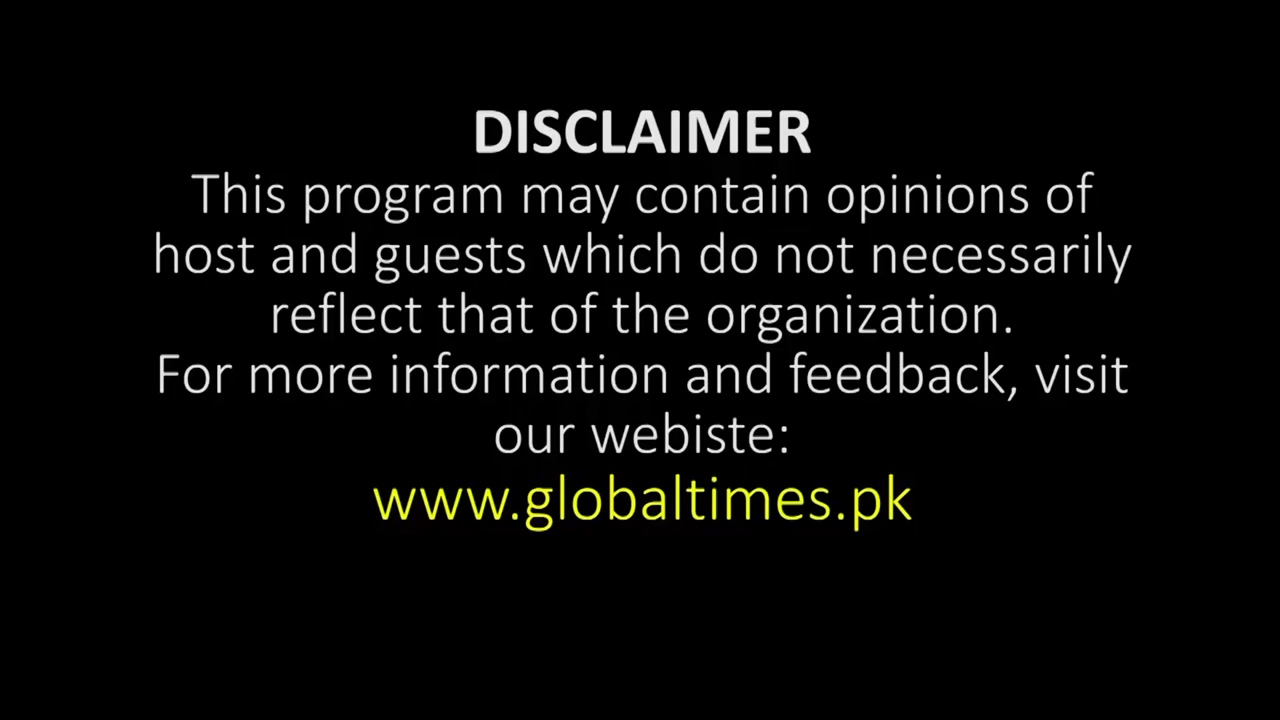 DISCLAIMER
This program may contain opinions of
host and guests which do not necessarily
reflect that of the organization.
For more information and feedback, visit
our webiste:
www.globaltimes.pk